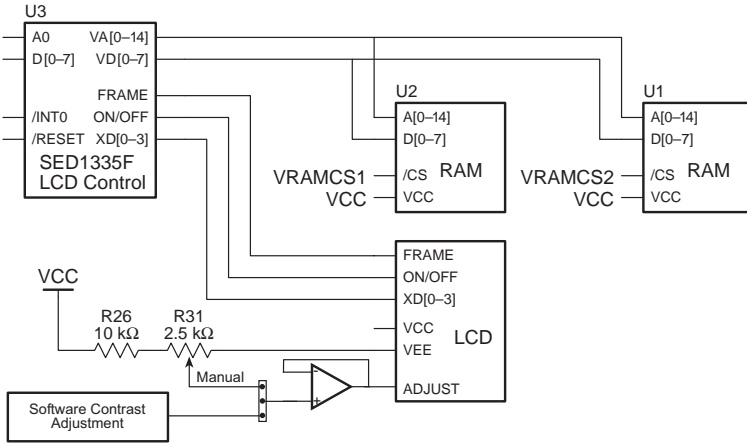 U3
A0 VA[0–14]
D[0–7] VD[0–7]
FRAME
/INT0 ON/OFF
/RESET XD[0–3]
SED1335F
LCD Control
U2
A[0–14]
D[0–7]
VRAMCS1 /CS RAM
VCC VCC
U1
A[0–14]
D[0–7]
VRAMCS2 /CS RAM
VCC VCC
FRAME
ON/OFF
XD[0–3]
VCC
LCD
VEE
ADJUST
VCC
R26
10 kΩ
R31
2.5 kΩ
Manual
-
+
Software Contrast
Adjustment